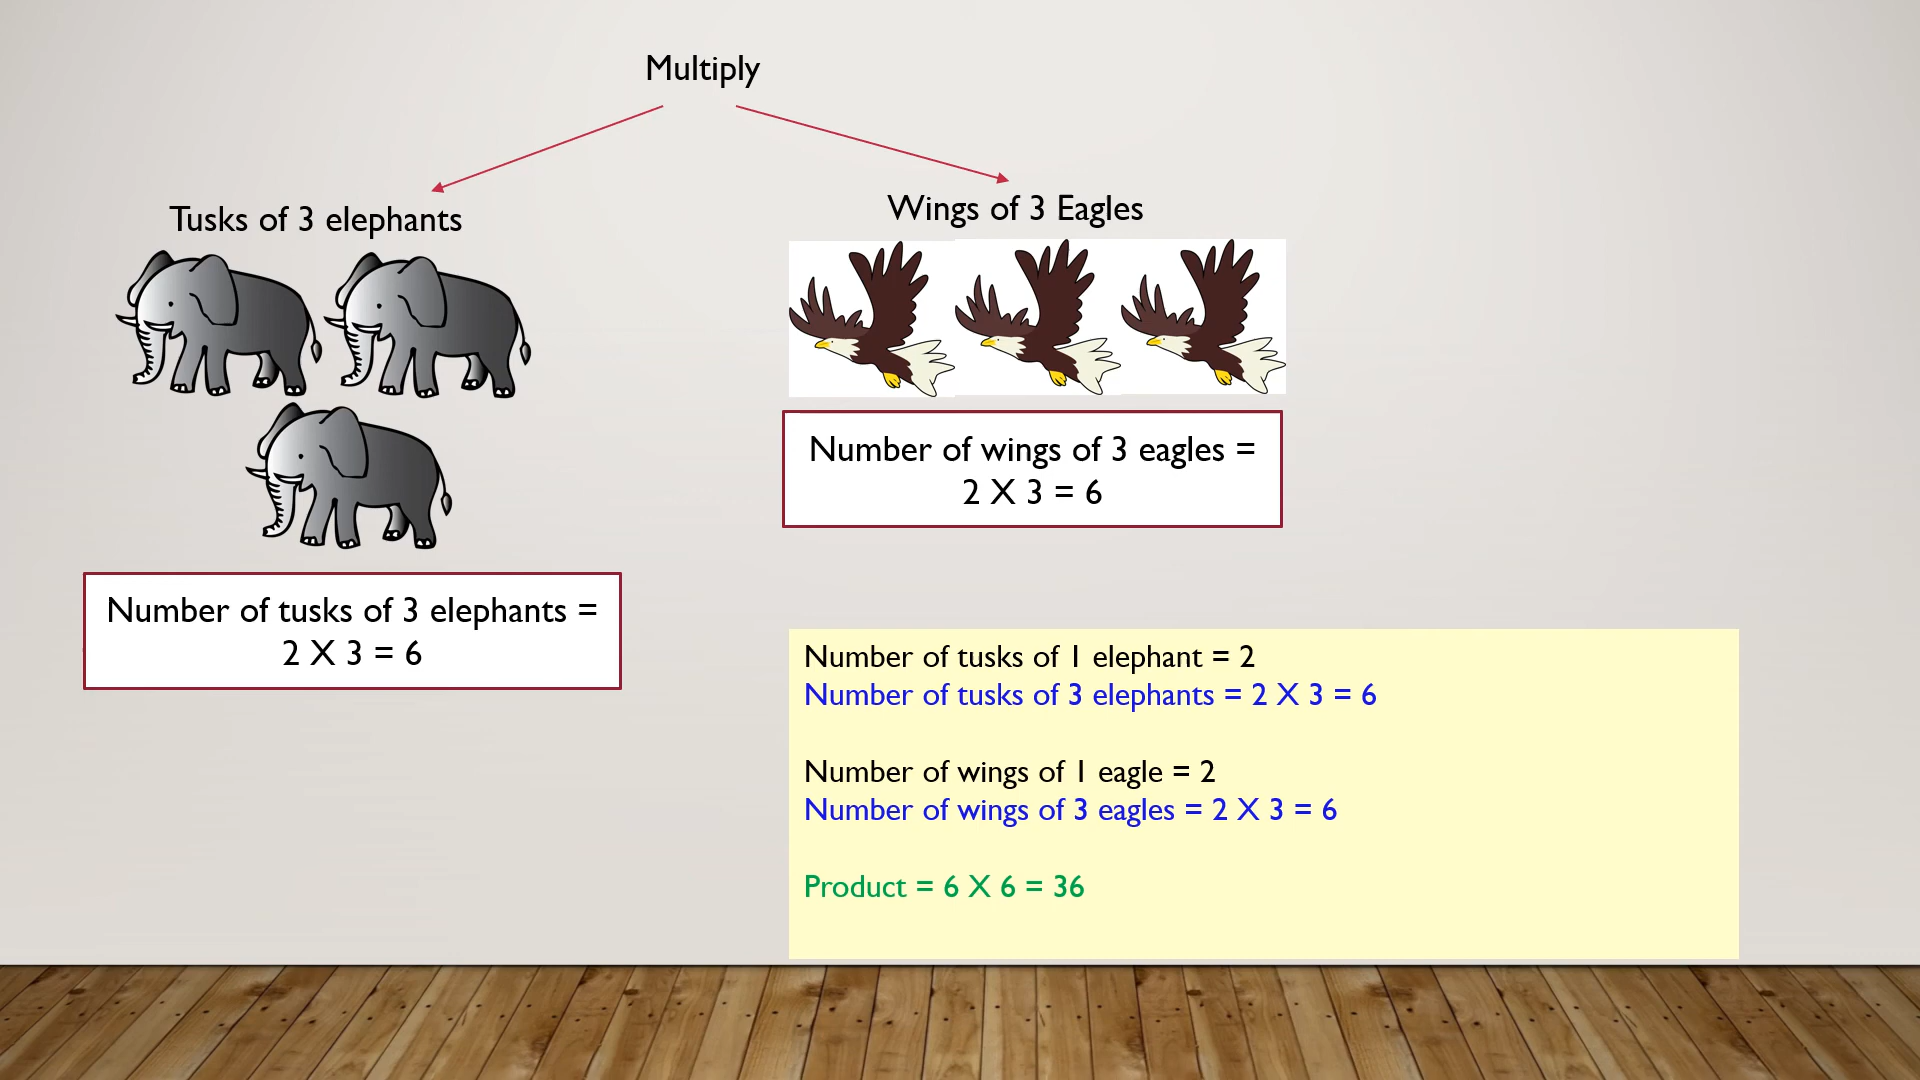 Multiply
Tusks of 3 elephants
Wings of 3 Eagles
Number of wings of 3 eagles =
2 X 3 = 6
Number of tusks of 3 elephants =
2 X 3 = 6
Number of tusks of 1 elephant = 2
Number of tusks of 3 elephants = 2 X 3 = 6
Number of wings of 1 eagle = 2
Number of wings of 3 eagles = 2 X 3 = 6
Product = 6 X 6 = 36